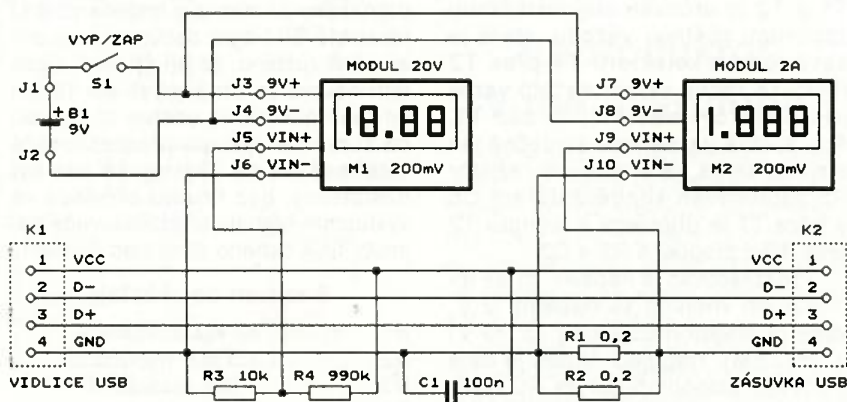 VYP/ZAP
S1
J1
B1
9V
J2
MODUL 20V
J3 9V+
J4 9V-
J5 VIN+
J6 VIN-
18.88
M1 200mV
MODUL 2A
J7 9V+
J8 9V-
J9 VIN+
J10 VIN-
1.888
M2 200mV
K1
1 VCC
2 D-
3 D+
4 GND
VIDLICE USB
R3 10k
R4 990k
C1 100n
R1 0,2
R2 0,2
K2
VCC 1
D- 2
D+ 3
GND 4
ZÁSUVKA USB